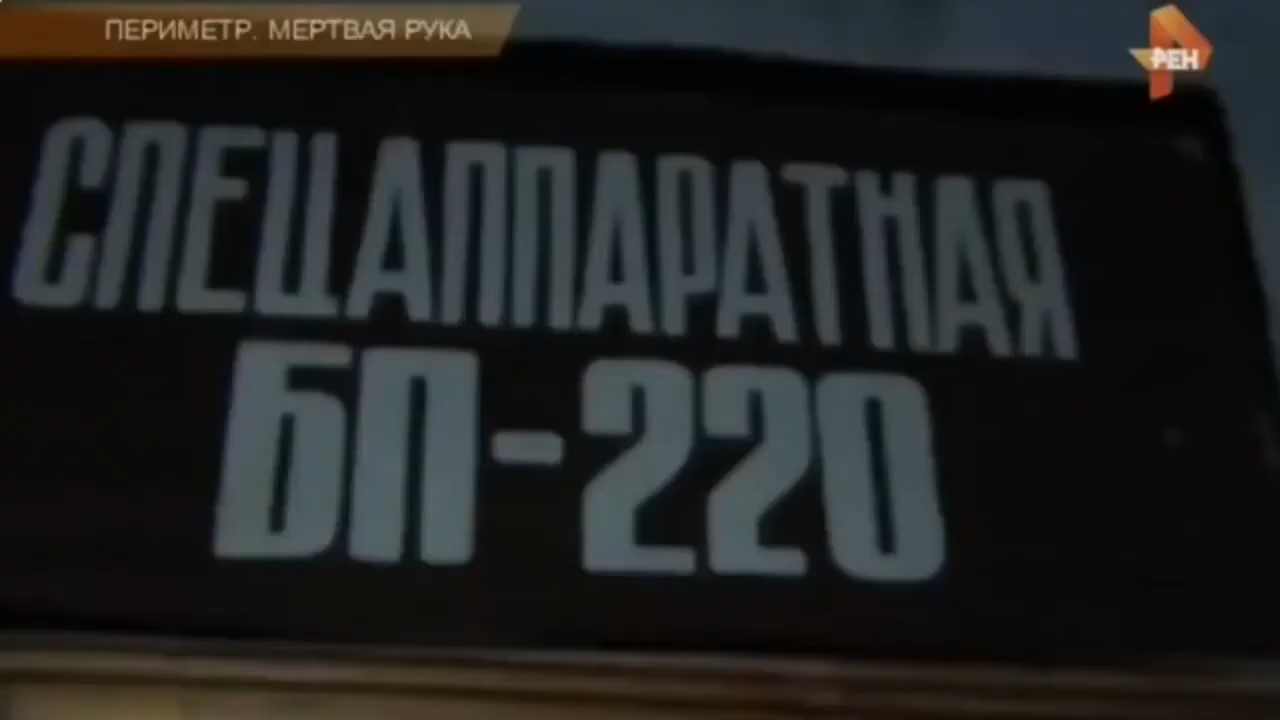 ПЕРИМЕТР. МЕРТВАЯ РУКА
РЕН
СПЕЦАППАРАТНАЯ
БП-220